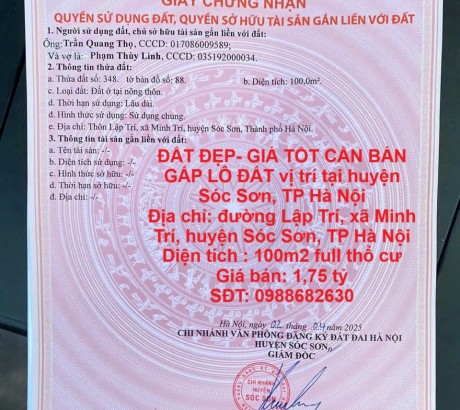 GIẤY CHỨNG NHẬN
QUYỀN SỬ DỤNG ĐẤT, QUYỀN SỞ HỮU TÀI SẢN GẮN LIỀN VỚI ĐẤT
1. Người sử dụng đất, chủ sở hữu tài sản gắn liền với đất:
Ông: Trần Quang Thọ, CCCD: 017086009589;
Và vợ là: Phạm Thùy Linh, CCCD: 035192000034.
2. Thông tin thửa đất:
a. Thửa đất số: 348. tờ bản đồ số: 88. b. Diện tích: 100,0m².
c. Loại đất: Đất ở tại nông thôn.
d. Thời hạn sử dụng: Lâu dài.
đ. Hình thức sử dụng: Sử dụng chung.
e. Địa chỉ: Thôn Lập Trí, xã Minh Trí, huyện Sóc Sơn, Thành phố Hà Nội.
3. Thông tin tài sản gắn liền với đất:
a. Tên tài sản: -/-
b. Diện tích sử dụng: -/-
c. Hình thức sở hữu: -/-
d. Thời hạn sở hữu: -/-
đ. Địa chỉ: -/-
ĐẤT ĐẸP- GIÁ TỐT CẦN BÁN
GẤP LÔ ĐẤT vị trí tại huyện
Sóc Sơn, TP Hà Nội
Địa chỉ: đường Lập Trí, xã Minh
Trí, huyện Sóc Sơn, TP Hà Nội
Diện tích : 100m2 full thổ cư
Giá bán: 1,75 tỷ
SĐT: 0988682630
Hà Nội, ngày 02 tháng 04 năm 2025
CHI NHÁNH VĂN PHÒNG ĐĂNG KÝ ĐẤT ĐAI HÀ NỘI
HUYỆN SÓC SƠN
GIÁM ĐỐC
CHI NHÁNH
HUYỆN
SÓC SƠN